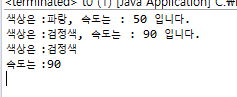 <terminated> t0 (1) [Java Application] C:\
색상은 :파랑, 속도는 : 50 입니다.
색상은 :검정색, 속도는 : 90 입니다.
색상은 :검정색
속도는 :90